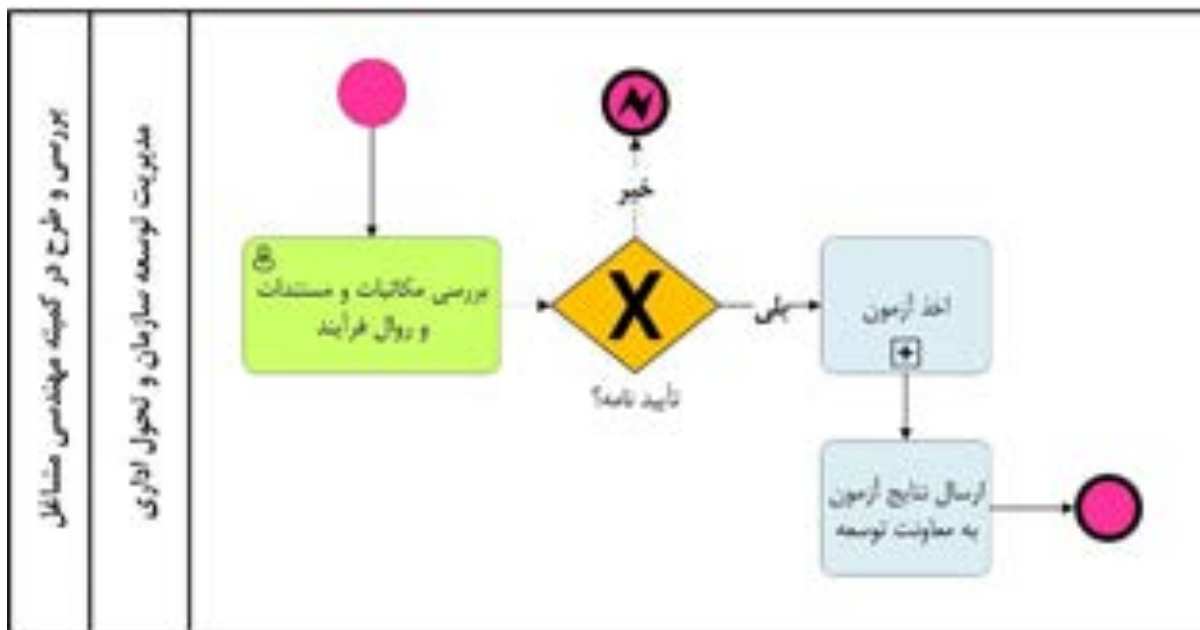 بررسی و طرح در کمیته مهندسی مشاغل
مدیریت توسعه سازمان و تحول اداری
بررسی مکاتبات و مستندات
و روال فرآیند
خیر
تأیید نامه؟
بلی
اخذ آزمون
ارسال نتایج آزمون
به معاونت توسعه